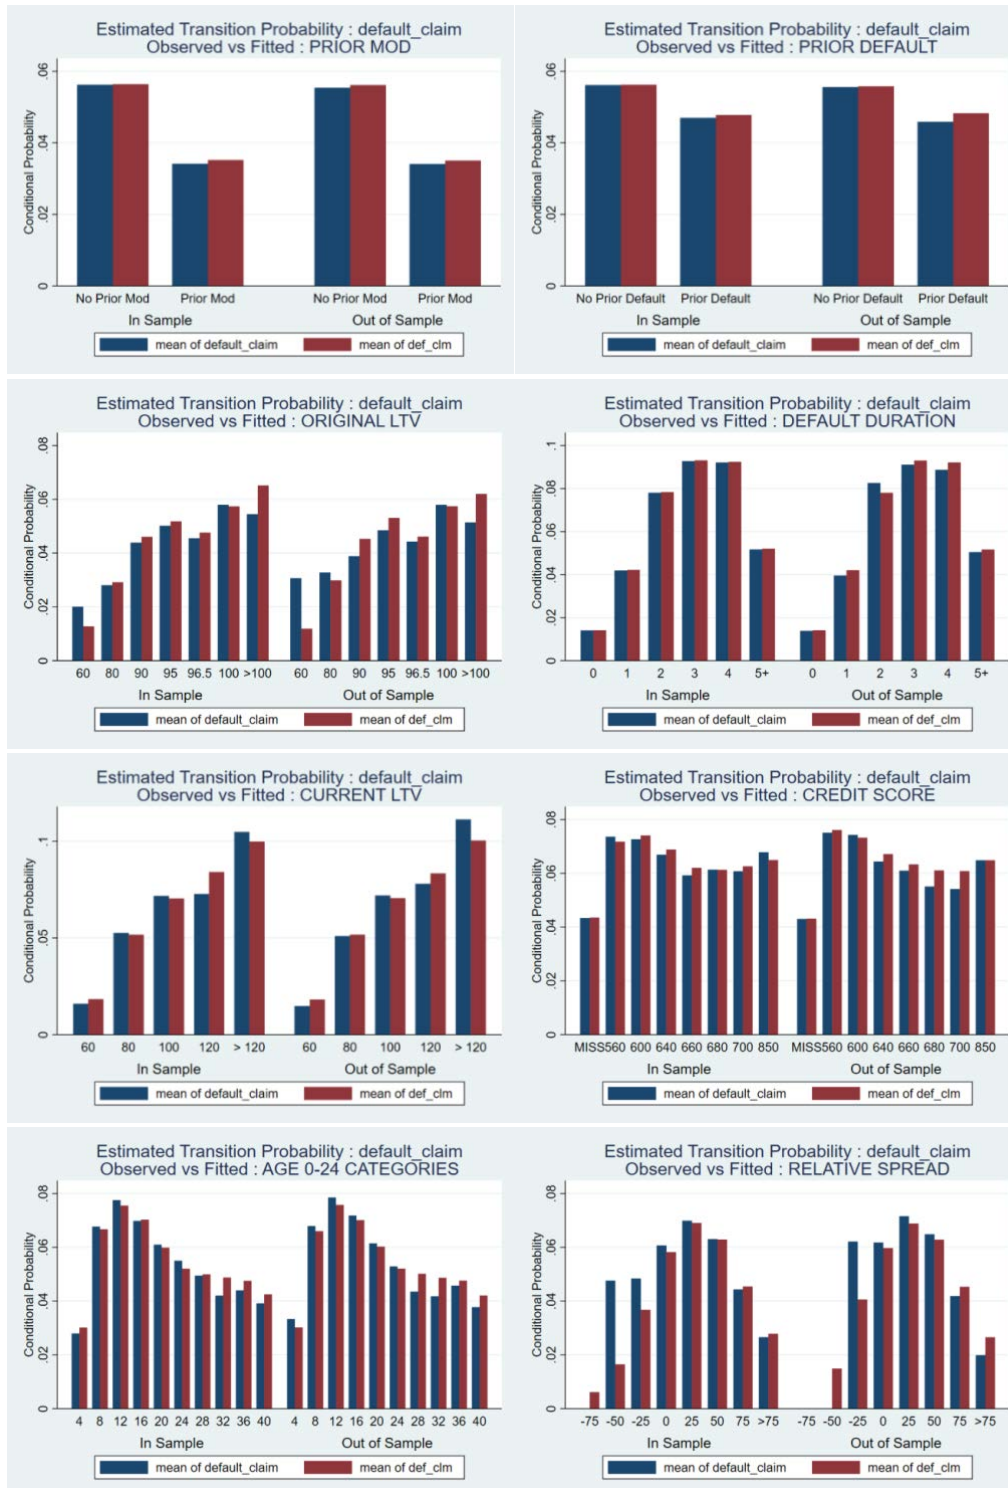 Estimated Transition Probability : default_claim
Observed vs Fitted : PRIOR MOD
Conditional Probability
0 .02 .04 .06
No Prior Mod Prior Mod No Prior Mod Prior Mod
In Sample Out of Sample
mean of default_claim mean of def_clm
Estimated Transition Probability : default_claim
Observed vs Fitted : PRIOR DEFAULT
Conditional Probability
0 .02 .04 .06
No Prior Default Prior Default No Prior Default Prior Default
In Sample Out of Sample
mean of default_claim mean of def_clm
Estimated Transition Probability : default_claim
Observed vs Fitted : ORIGINAL LTV
Conditional Probability
0 .02 .04 .06 .08
60 80 90 95 96.5 100 >100 60 80 90 95 96.5 100 >100
In Sample Out of Sample
mean of default_claim mean of def_clm
Estimated Transition Probability : default_claim
Observed vs Fitted : DEFAULT DURATION
Conditional Probability
0 .02 .04 .06 .08 .1
0 1 2 3 4 5+ 0 1 2 3 4 5+
In Sample Out of Sample
mean of default_claim mean of def_clm
Estimated Transition Probability : default_claim
Observed vs Fitted : CURRENT LTV
Conditional Probability
0 .05 .1
60 80 100 120 > 120 60 80 100 120 > 120
In Sample Out of Sample
mean of default_claim mean of def_clm
Estimated Transition Probability : default_claim
Observed vs Fitted : CREDIT SCORE
Conditional Probability
0 .02 .04 .06 .08
MISS560 600 640 660 680 700 850 MISS560 600 640 660 680 700 850
In Sample Out of Sample
mean of default_claim mean of def_clm
Estimated Transition Probability : default_claim
Observed vs Fitted : AGE 0-24 CATEGORIES
Conditional Probability
0 .02 .04 .06 .08
4 8 12 16 20 24 28 32 36 40 4 8 12 16 20 24 28 32 36 40
In Sample Out of Sample
mean of default_claim mean of def_clm
Estimated Transition Probability : default_claim
Observed vs Fitted : RELATIVE SPREAD
Conditional Probability
0 .02 .04 .06 .08
-75 -50 -25 0 25 50 75 >75 -75 -50 -25 0 25 50 75 >75
In Sample Out of Sample
mean of default_claim mean of def_clm